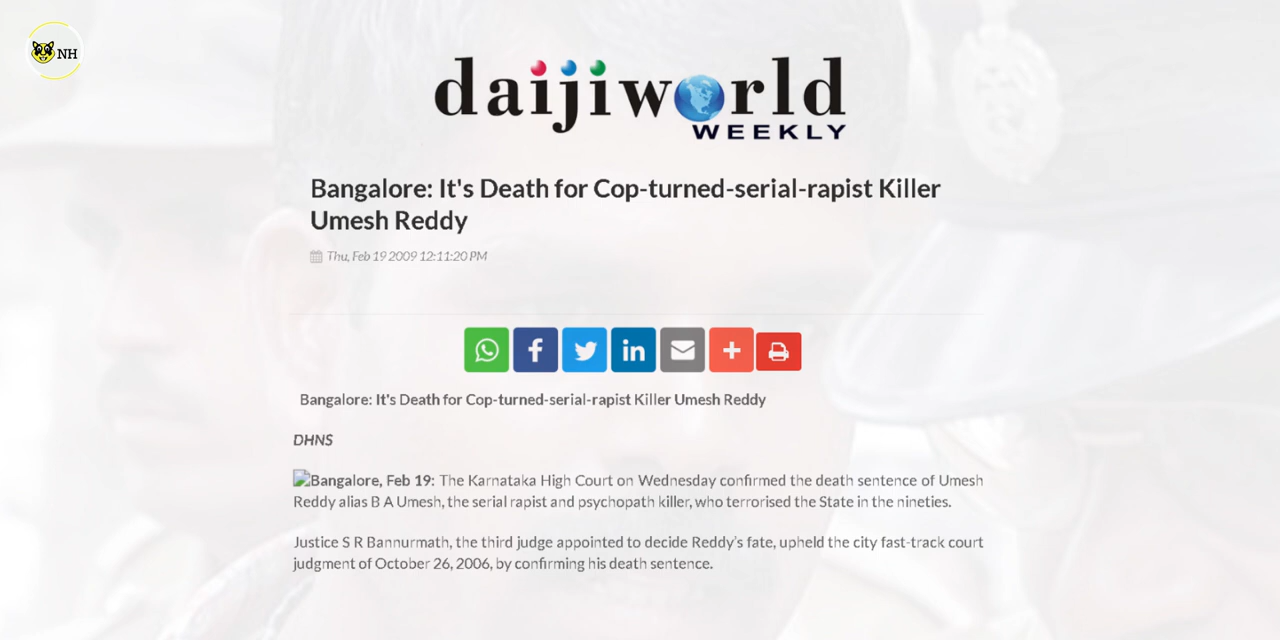 NH
daijiworld
WEEKLY
Bangalore: It's Death for Cop-turned-serial-rapist Killer
Umesh Reddy
Thu, Feb 19 2009 12:11:20 PM
Bangalore: It's Death for Cop-turned-serial-rapist Killer Umesh Reddy
DHNS
Bangalore, Feb 19: The Karnataka High Court on Wednesday confirmed the death sentence of Umesh
Reddy alias B A Umesh, the serial rapist and psychopath killer, who terrorised the State in the nineties.
Justice S R Bannurmath, the third judge appointed to decide Reddy's fate, upheld the city fast-track court
judgment of October 26, 2006, by confirming his death sentence.